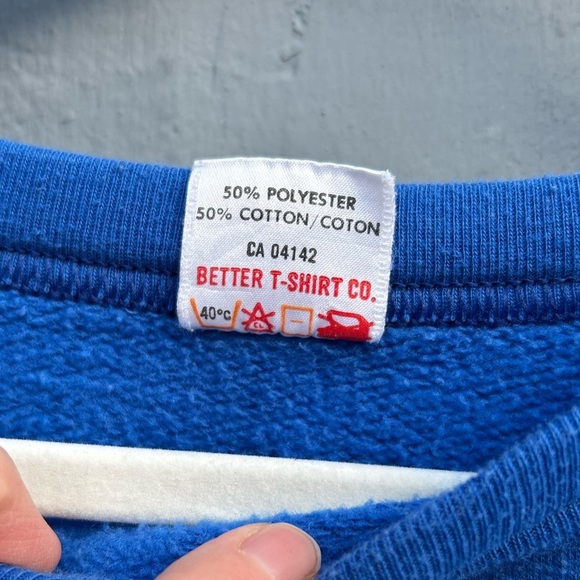 50% POLYESTER
50% COTTON/COTON
CA 04142
BETTER T-SHIRT CO.
40°C CL